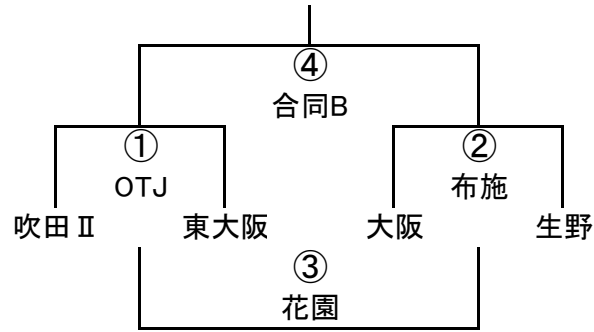 ④
合同B
①
②
OTJ
布施
吹田Ⅱ
東大阪
大阪
生野
③
花園